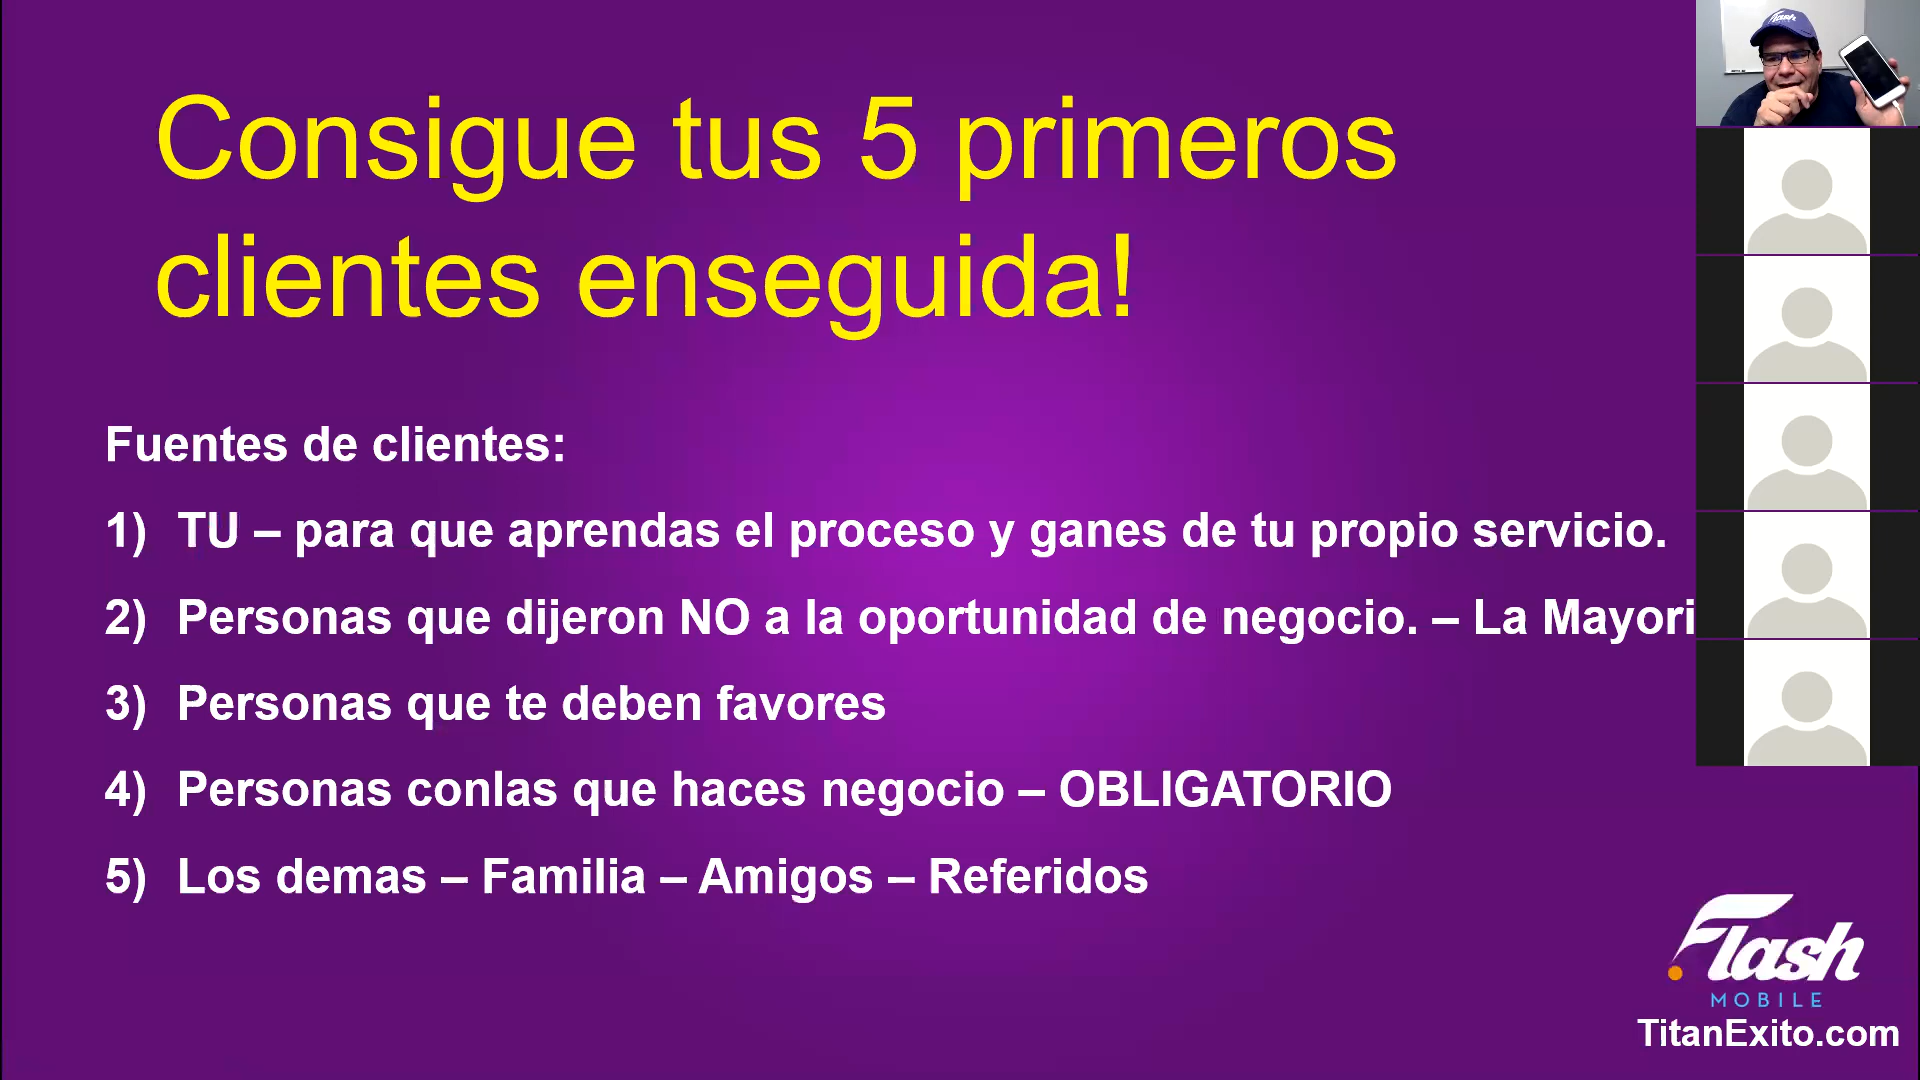 Consigue tus 5 primeros
clientes enseguida!
Fuentes de clientes:
1) TU – para que aprendas el proceso y ganes de tu propio servicio.
2) Personas que dijeron NO a la oportunidad de negocio. – La Mayori
3) Personas que te deben favores
4) Personas conlas que haces negocio – OBLIGATORIO
5) Los demas – Familia – Amigos – Referidos
flash
Flash
MOBILE
TitanExito.com